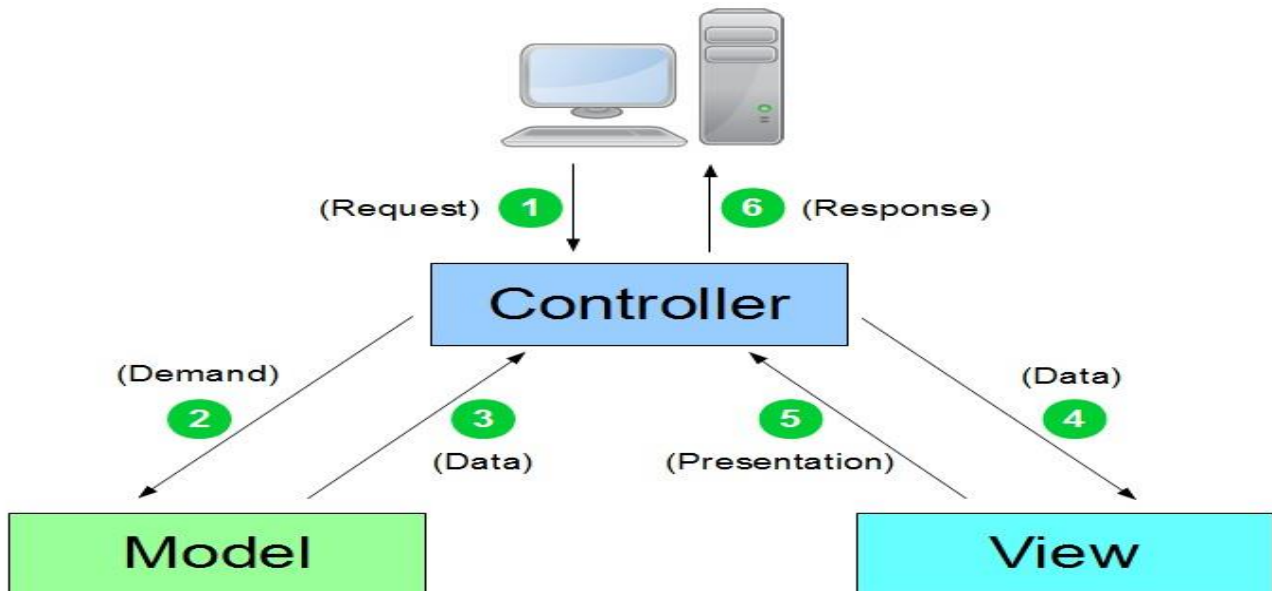 (Request) 1
6 (Response)
Controller
(Demand)
2
3
(Data)
(Data)
4
5
(Presentation)
Model
View